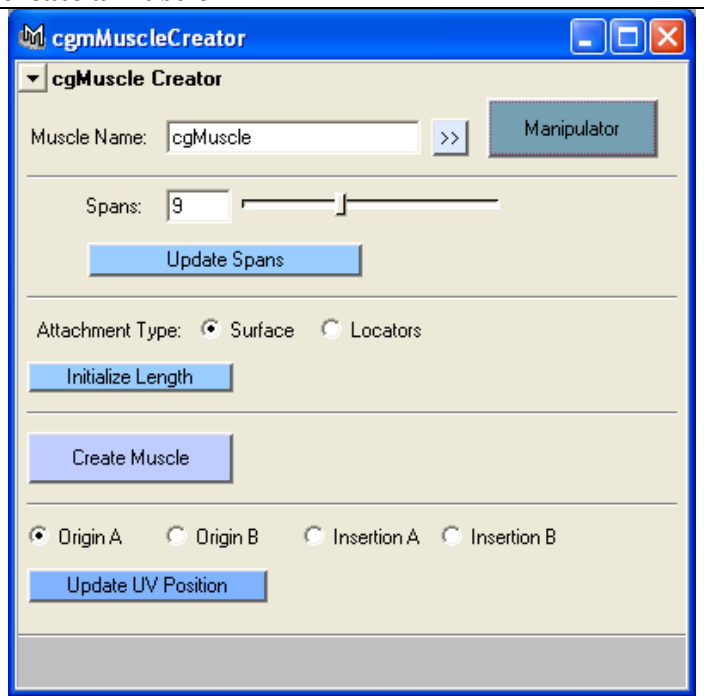 cgmMuscleCreator
cgMuscle Creator
Muscle Name: cgMuscle >> Manipulator
Spans: 9
Update Spans
Attachment Type: Surface Locators
Initialize Length
Create Muscle
Origin A Origin B Insertion A Insertion B
Update UV Position